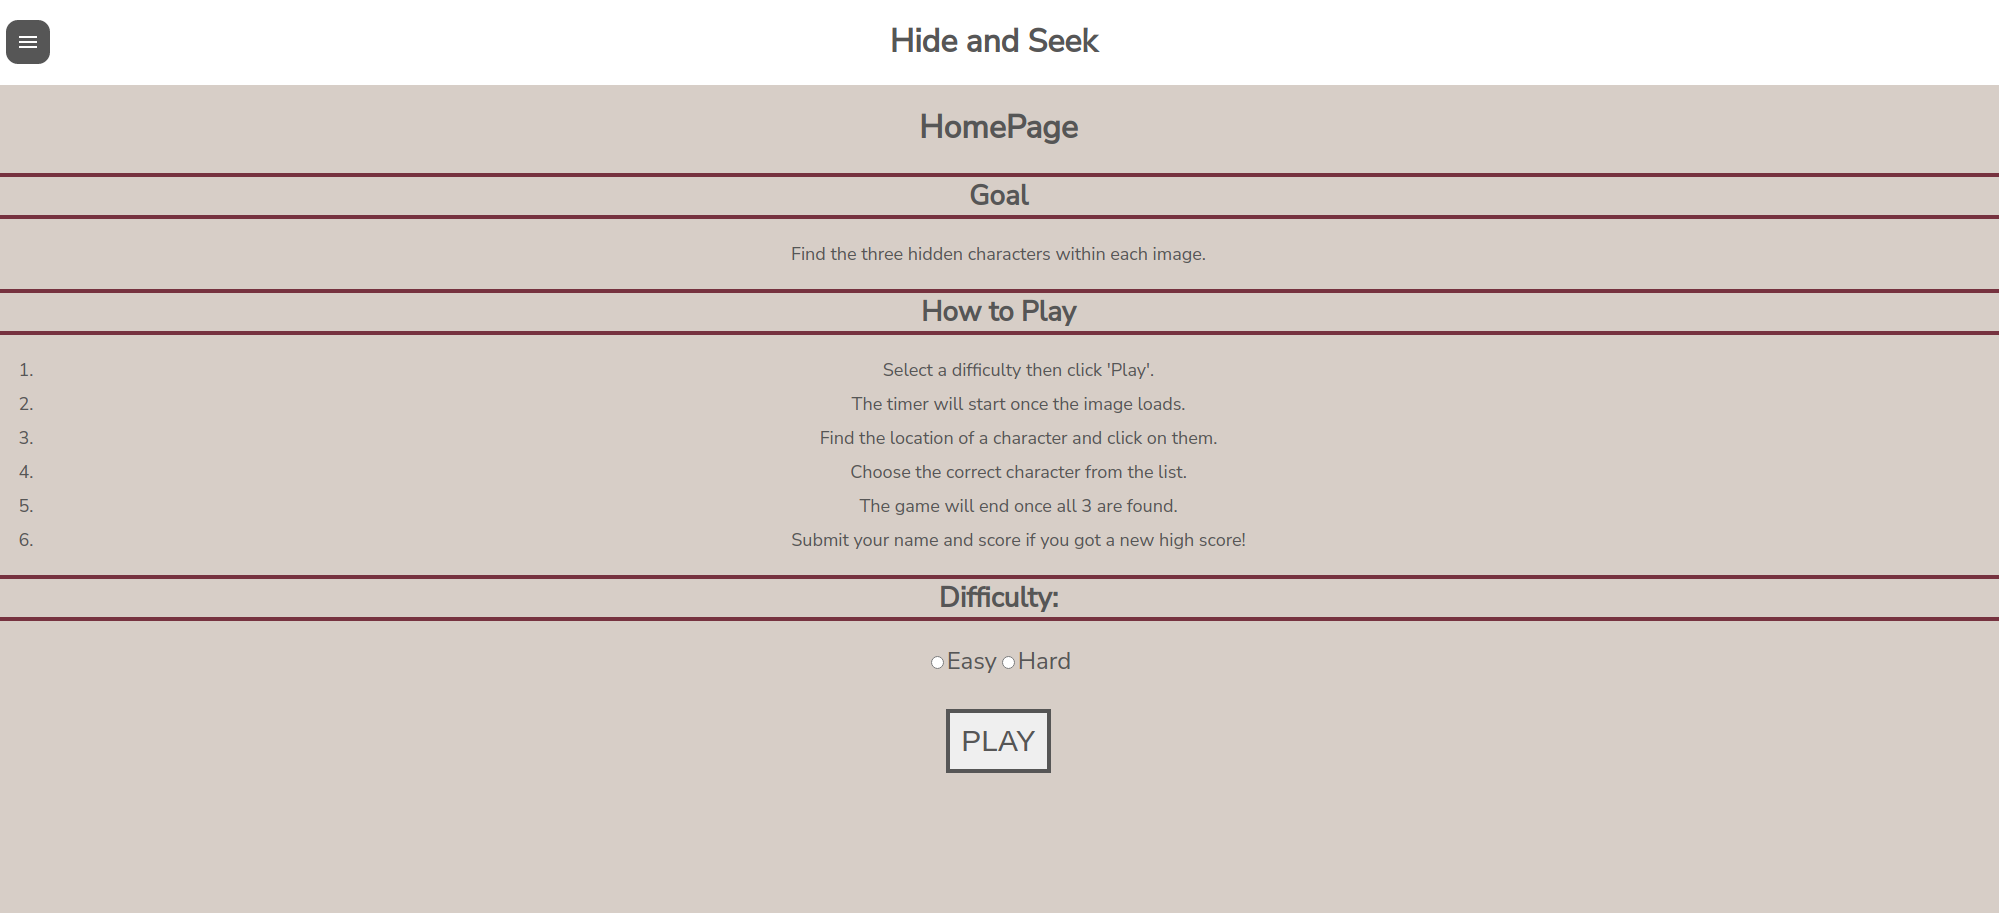 Hide and Seek
HomePage
Goal
Find the three hidden characters within each image.
How to Play
1. Select a difficulty then click 'Play'.
2. The timer will start once the image loads.
3. Find the location of a character and click on them.
4. Choose the correct character from the list.
5. The game will end once all 3 are found.
6. Submit your name and score if you got a new high score!
Difficulty:
Easy Hard
PLAY